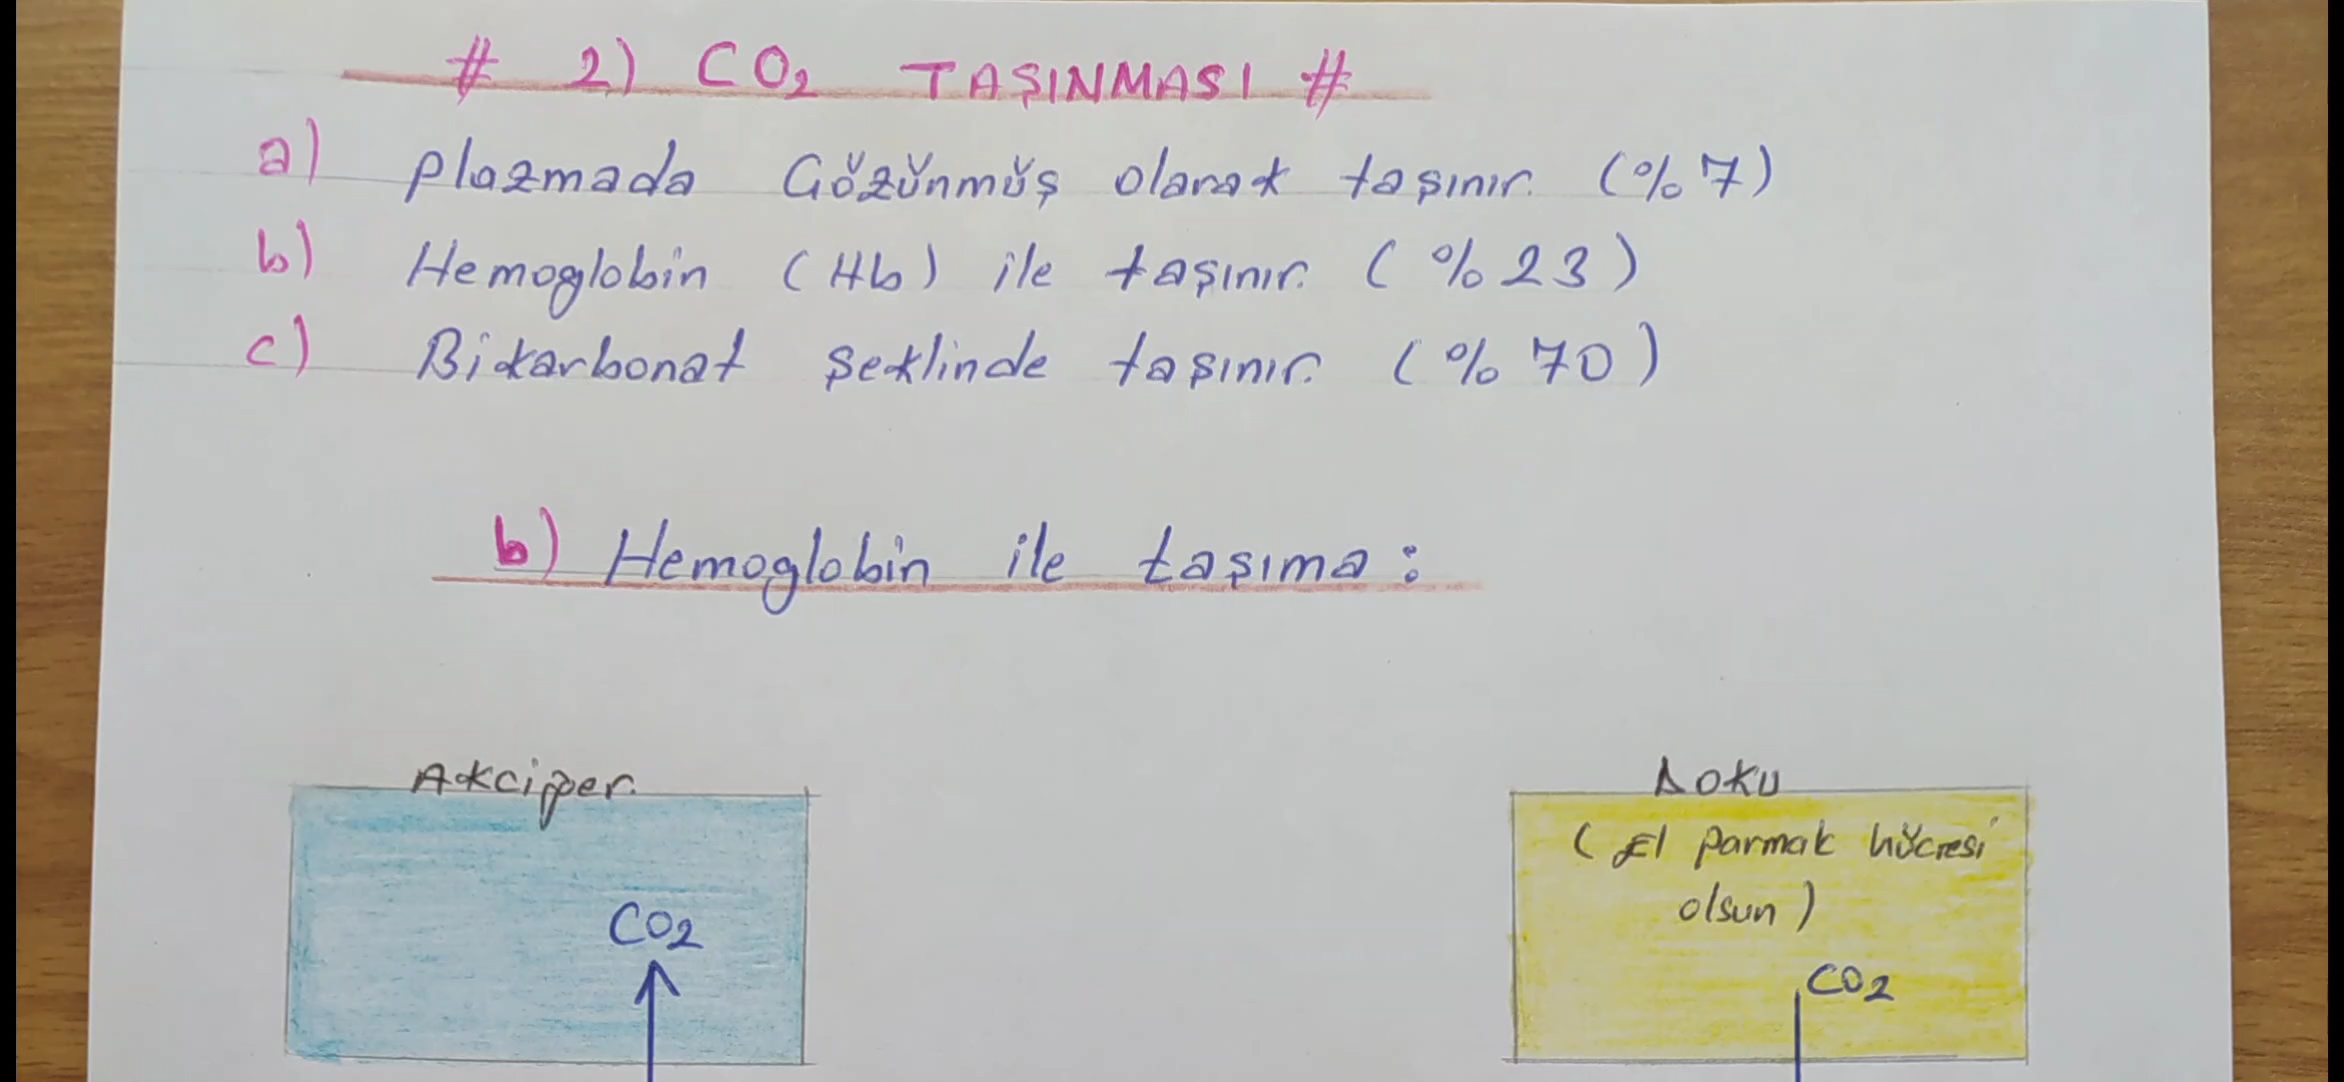 # 2) CO2 TAŞINMASI #
a) plazmada Çözünmüş olarak taşınır. (%7)
b) Hemoglobin (Hb) ile taşınır. (%23)
c) Bikarbonat şeklinde taşınır. (%70)
b) Hemoglobin ile taşıma:
Akciğer
CO2
Doku
(El parmak hücresi
olsun)
CO2